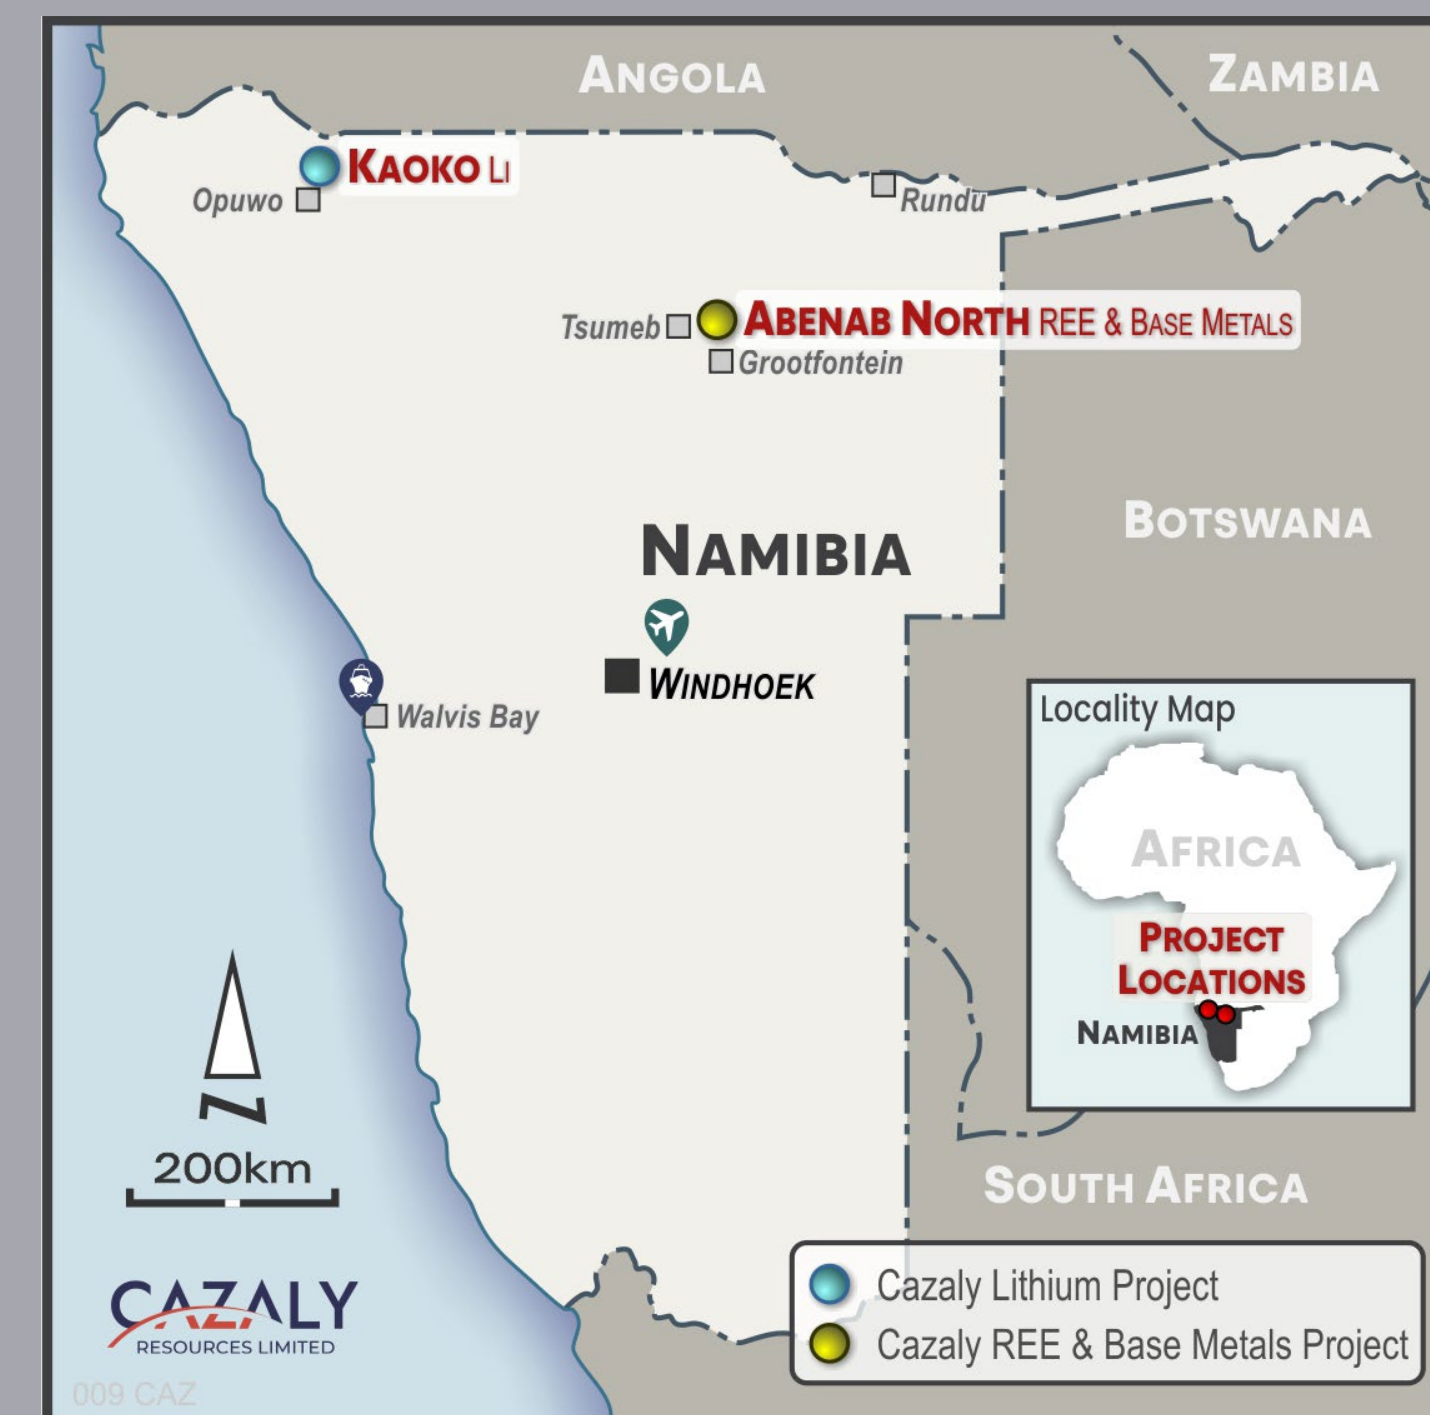 ANGOLA
ZAMBIA
KAOKO LI
Opuwo
Rundu
ABENAB NORTH REE & BASE METALS
Tsumeb
Grootfontein
BOTSWANA
NAMIBIA
WINDHOEK
Walvis Bay
Locality Map
AFRICA
PROJECT
LOCATIONS
NAMIBIA
N
200km
SOUTH AFRICA
CAZALY
RESOURCES LIMITED
Cazaly Lithium Project
Cazaly REE & Base Metals Project
009 CAZ